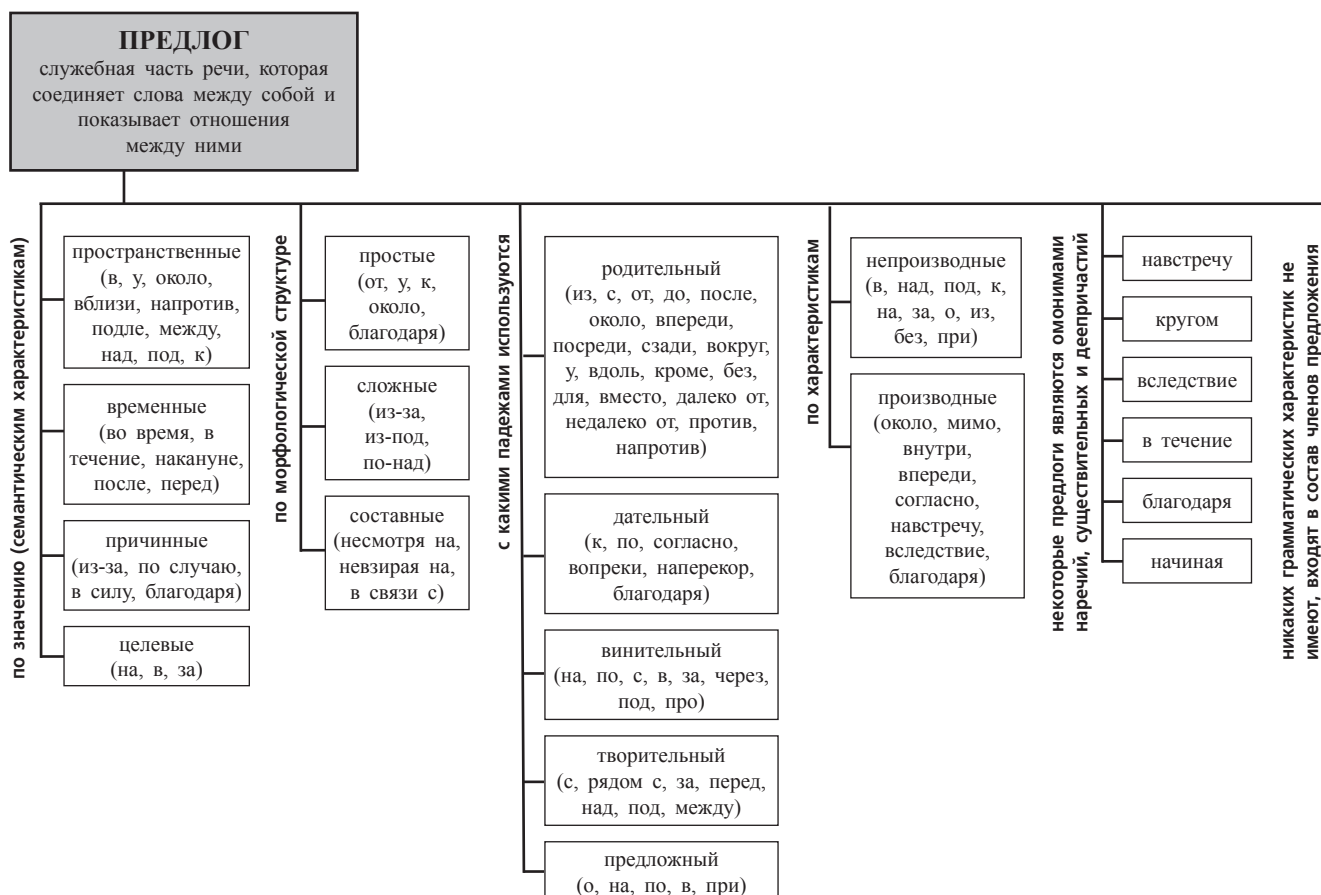 ПРЕДЛОГ
служебная часть речи, которая
соединяет слова между собой и
показывает отношения
между ними
по значению (семантическим характеристикам)
пространственные
(в, у, около,
вблизи, напротив,
подле, между,
над, под, к)
временные
(во время, в
течение, накануне,
после, перед)
причинные
(из-за, по случаю,
в силу, благодаря)
целевые
(на, в, за)
по морфологической структуре
простые
(от, у, к,
около,
благодаря)
сложные
(из-за,
из-под,
по-над)
составные
(несмотря на,
невзирая на,
в связи с)
с какими падежами используются
родительный
(из, с, от, до, после,
около, впереди,
посреди, сзади, вокруг,
у, вдоль, кроме, без,
для, вместо, далеко от,
недалеко от, против,
напротив)
дательный
(к, по, согласно,
вопреки, наперекор,
благодаря)
винительный
(на, по, с, в, за, через,
под, про)
творительный
(с, рядом с, за, перед,
над, под, между)
предложный
(о, на, по, в, при)
по характеристикам
непроизводные
(в, над, под, к,
на, за, о, из,
без, при)
производные
(около, мимо,
внутри,
впереди,
согласно,
навстречу,
вследствие,
благодаря)
некоторые предлоги являются омонимами
наречий, существительных и деепричастий
навстречу
кругом
вследствие
в течение
благодаря
начиная
никаких грамматических характеристик не
имеют, входят в состав членов предложения